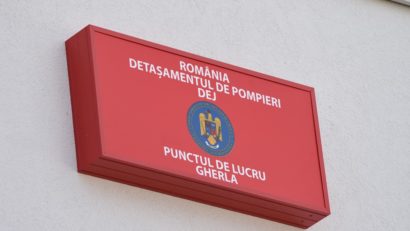 ROMÂNIA
DETAȘAMENTUL DE POMPIERI
DEJ
PUNCTUL DE LUCRU
GHERLA